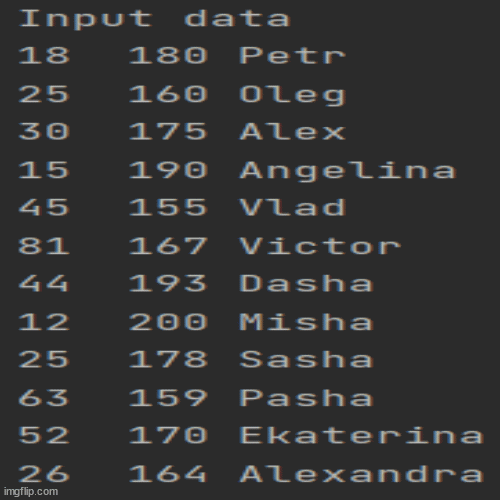 Input data
18 180 Petr
25 160 Oleg
30 175 Alex
15 190 Angelina
45 155 Vlad
81 167 Victor
44 193 Dasha
12 200 Misha
25 178 Sasha
63 159 Pasha
52 170 Ekaterina
26 164 Alexandra
imgflip.com